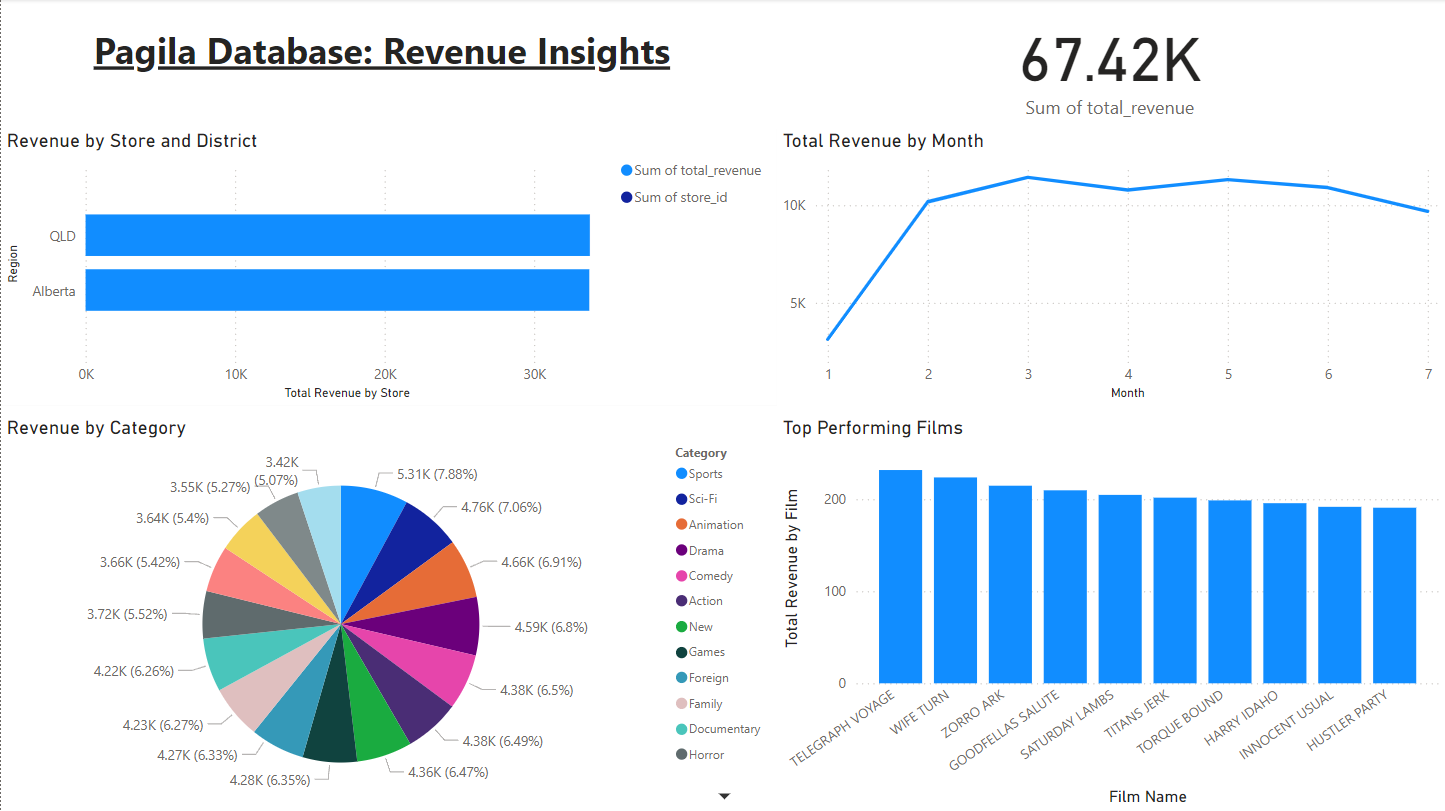 Pagila Database: Revenue Insights
67.42K
Sum of total_revenue
Revenue by Store and District
Sum of total_revenue
Sum of store_id
Region
QLD
Alberta
0K 10K 20K 30K
Total Revenue by Store
Total Revenue by Month
10K
5K
1 2 3 4 5 6 7
Month
Revenue by Category
5.31K (7.88%)
4.76K (7.06%)
4.66K (6.91%)
4.59K (6.8%)
4.38K (6.5%)
4.38K (6.49%)
4.36K (6.47%)
4.28K (6.35%)
4.27K (6.33%)
4.23K (6.27%)
4.22K (6.26%)
3.72K (5.52%)
3.66K (5.42%)
3.64K (5.4%)
3.55K (5.27%)
3.42K
(5.07%)
Category
Sports
Sci-Fi
Animation
Drama
Comedy
Action
New
Games
Foreign
Family
Documentary
Horror
Top Performing Films
Total Revenue by Film
200
100
0
TELEGRAPH VOYAGE
WIFE TURN
ZORRO ARK
GOODFELLAS SALUTE
SATURDAY LAMBS
TITANS JERK
TORQUE BOUND
HARRY IDAHO
INNOCENT USUAL
HUSTLER PARTY
Film Name